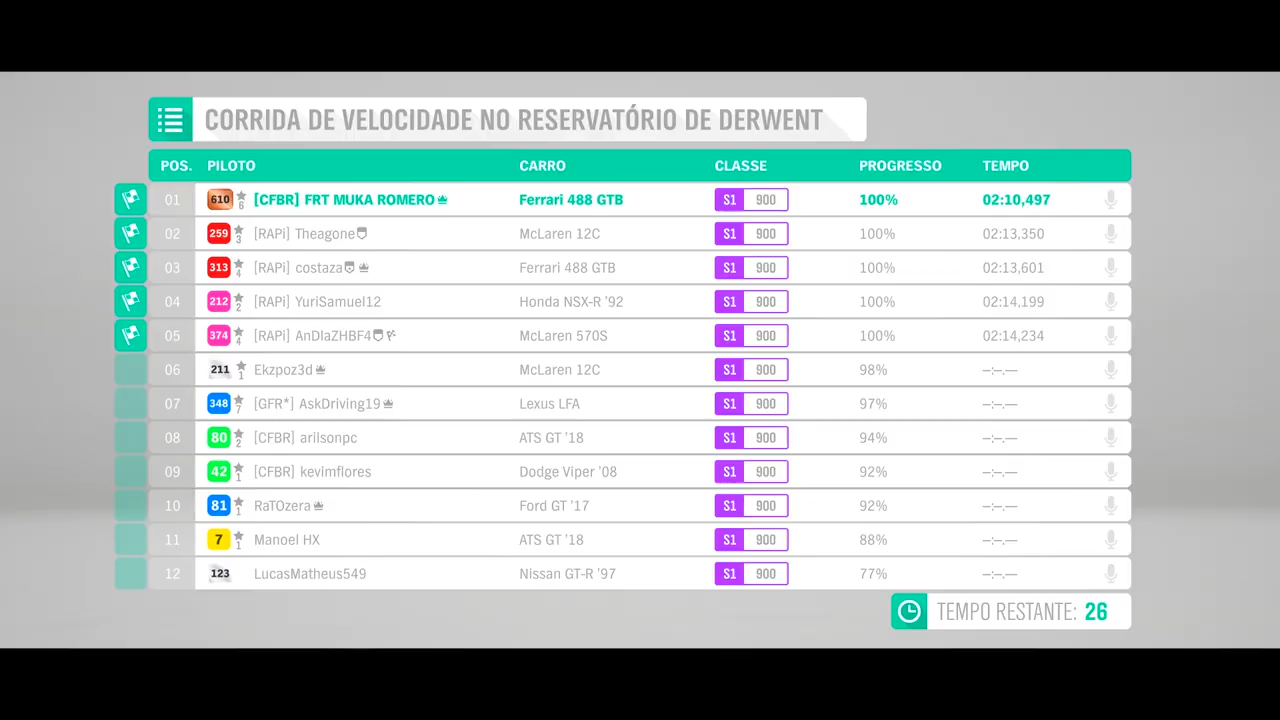 CORRIDA DE VELOCIDADE NO RESERVATÓRIO DE DERWENT
POS. PILOTO CARRO CLASSE PROGRESSO TEMPO
01 610 6 [CFBR] FRT MUKA ROMERO Ferrari 488 GTB S1 900 100% 02:10,497
02 259 3 [RAPi] Theagone McLaren 12C S1 900 100% 02:13,350
03 313 4 [RAPi] costaza Ferrari 488 GTB S1 900 100% 02:13,601
04 212 2 [RAPi] YuriSamuel12 Honda NSX-R '92 S1 900 100% 02:14,199
05 374 4 [RAPi] AnDIaZHBF4 McLaren 570S S1 900 100% 02:14,234
06 211 1 Ekzpoz3d McLaren 12C S1 900 98% --:--.---
07 348 7 [GFR*] AskDriving19 Lexus LFA S1 900 97% --:--.---
08 80 2 [CFBR] arilsonpc ATS GT '18 S1 900 94% --:--.---
09 42 1 [CFBR] kevimflores Dodge Viper '08 S1 900 92% --:--.---
10 81 1 RaTOzera Ford GT '17 S1 900 92% --:--.---
11 7 1 Manoel HX ATS GT '18 S1 900 88% --:--.---
12 123 LucasMatheus549 Nissan GT-R '97 S1 900 77% --:--.---
TEMPO RESTANTE: 26